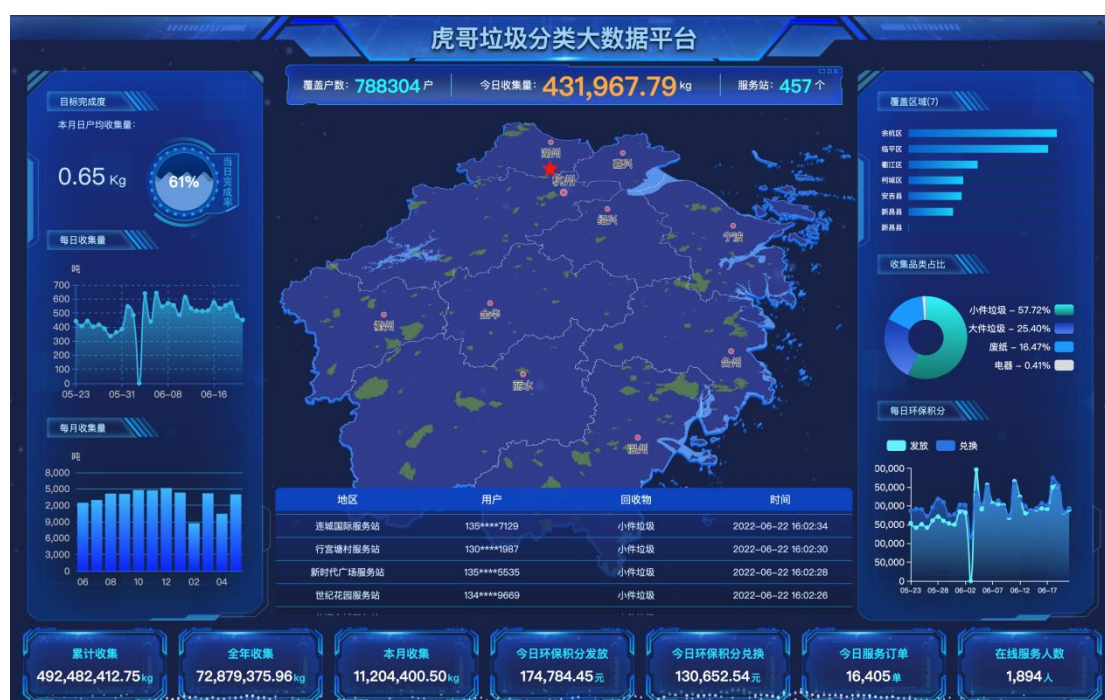 虎哥垃圾分类大数据平台
覆盖户数: 788304 户
今日收集量: 431,967.79 kg
服务站: 457 个
目标完成度
本月日户均收集量:
0.65 Kg
61%
当日完成率
每日收集量
吨
700
600
500
400
300
200
100
0
05-23 05-31 06-08 06-16
每月收集量
吨
8,000
5,000
2,000
9,000
6,000
3,000
0
06 08 10 12 02 04
湖州
嘉兴
杭州
绍兴
宁波
衢州
金华
台州
丽水
温州
地区 用户 回收物 时间
连城国际服务站 135****7129 小件垃圾 2022-06-22 16:02:34
行宫塘村服务站 130****1987 小件垃圾 2022-06-22 16:02:30
新时代广场服务站 135****5535 小件垃圾 2022-06-22 16:02:28
世纪花园服务站 134****9669 小件垃圾 2022-06-22 16:02:26
覆盖区域(7)
余杭区
临平区
衢江区
柯城区
安吉县
新昌县
新昌县
收集品类占比
小件垃圾 - 57.72%
大件垃圾 - 25.40%
废纸 - 16.47%
电器 - 0.41%
每日环保积分
发放 兑换
00,000
50,000
00,000
50,000
00,000
50,000
0
05-23 05-28 06-02 06-07 06-12 06-17
累计收集
492,482,412.75 kg
全年收集
72,879,375.96 kg
本月收集
11,204,400.50 kg
今日环保积分发放
174,784.45 元
今日环保积分兑换
130,652.54 元
今日服务订单
16,405 单
在线服务人数
1,894 人